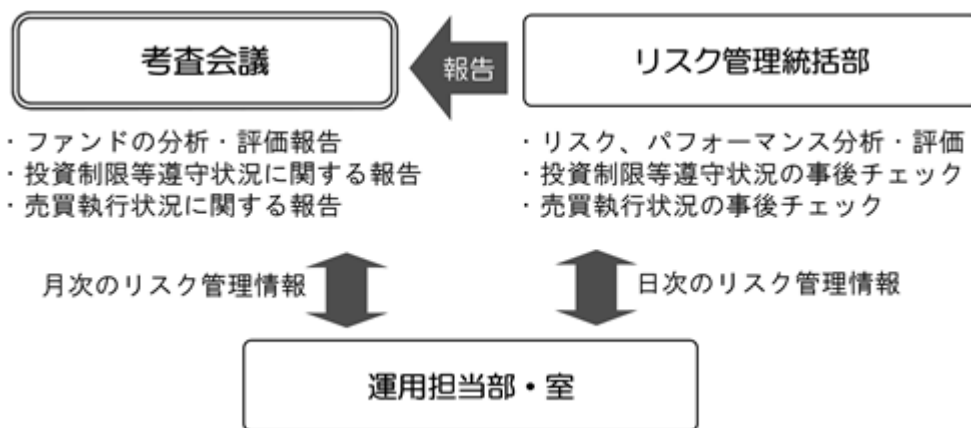 考査会議
報告
リスク管理統括部
・ファンドの分析・評価報告
・投資制限等遵守状況に関する報告
・売買執行状況に関する報告
・リスク、パフォーマンス分析・評価
・投資制限等遵守状況の事後チェック
・売買執行状況の事後チェック
月次のリスク管理情報
日次のリスク管理情報
運用担当部・室